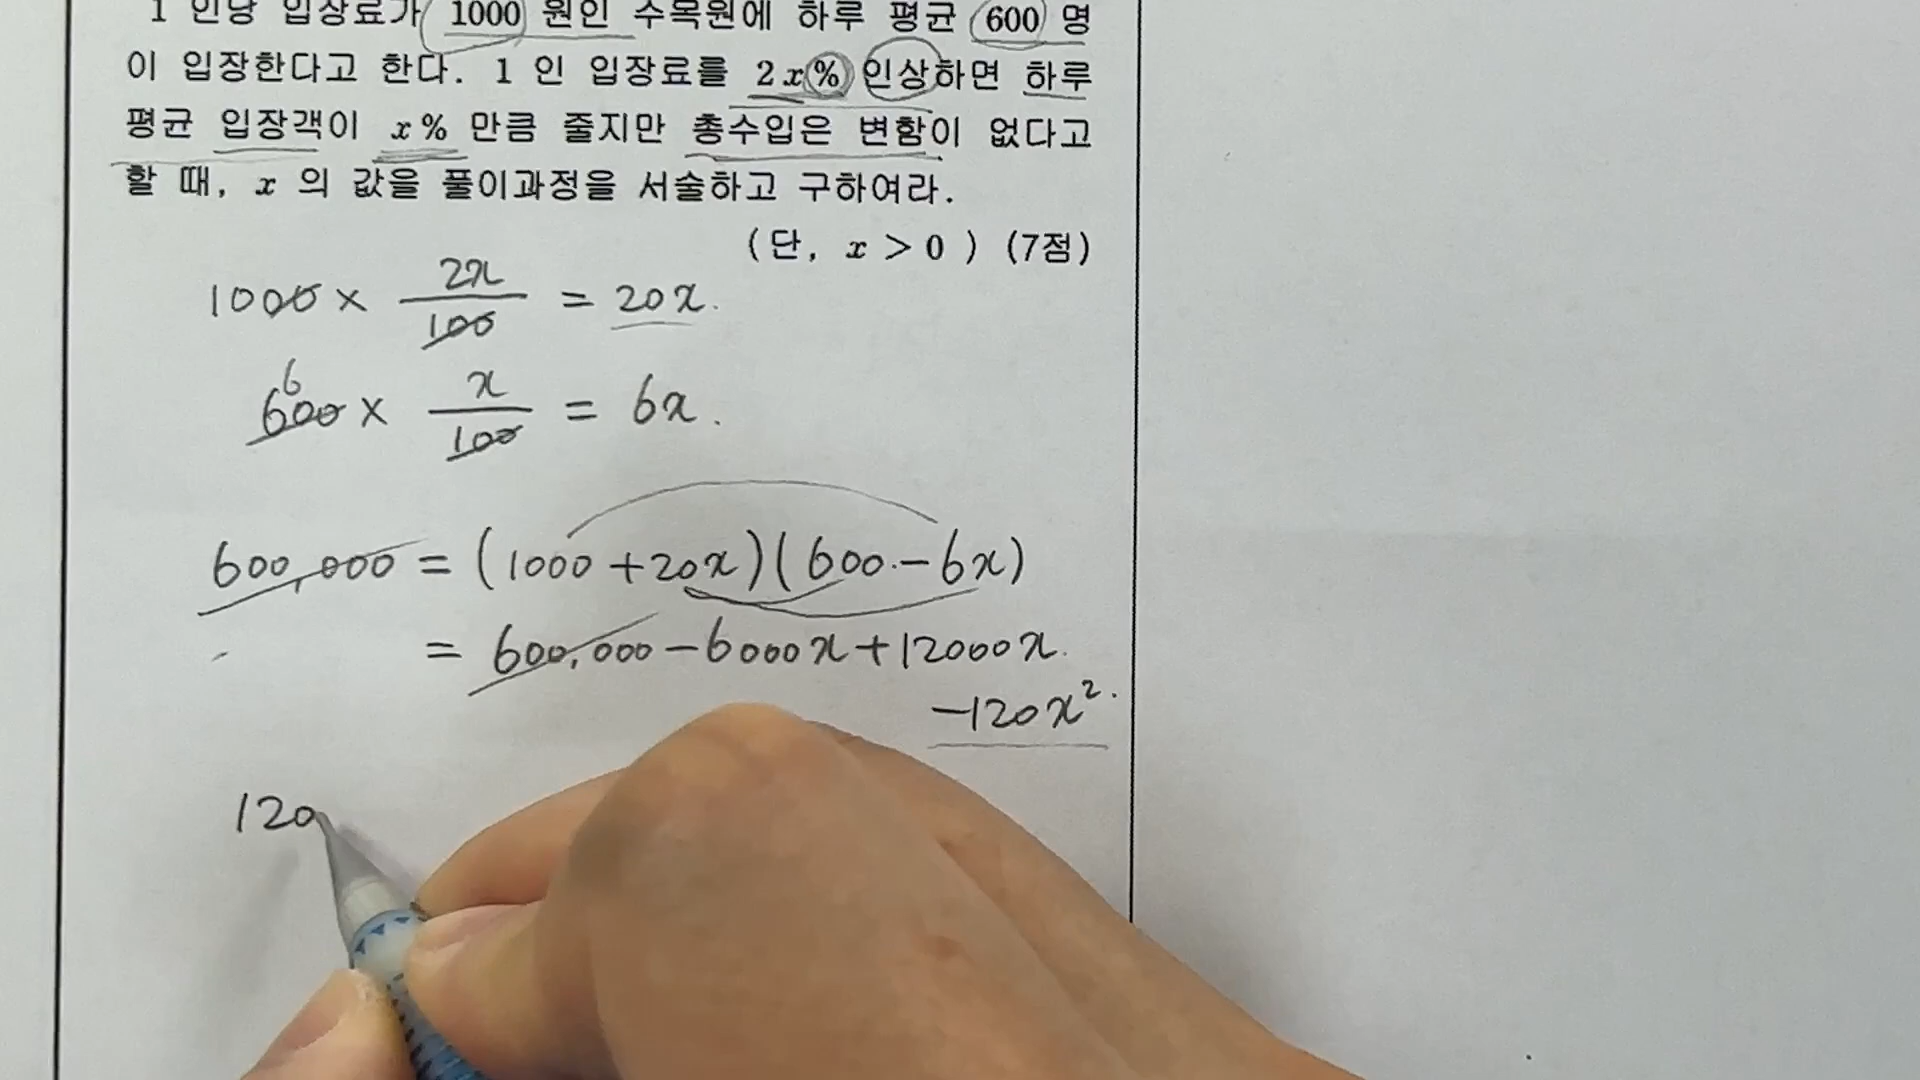 1 인당 입장료가 1000 원인 수목원에 하루 평균 600 명
이 입장한다고 한다. 1 인 입장료를 2x% 인상하면 하루
평균 입장객이 x% 만큼 줄지만 총수입은 변함이 없다고
할 때, x 의 값을 풀이과정을 서술하고 구하여라.
(단, x > 0 ) (7점)
1000 × 2x/100 = 20x.
6
600 × x/100 = 6x.
600,000 = (1000 + 20x)(600 - 6x)
= 600,000 - 6000x + 12000x.
-120x².
120